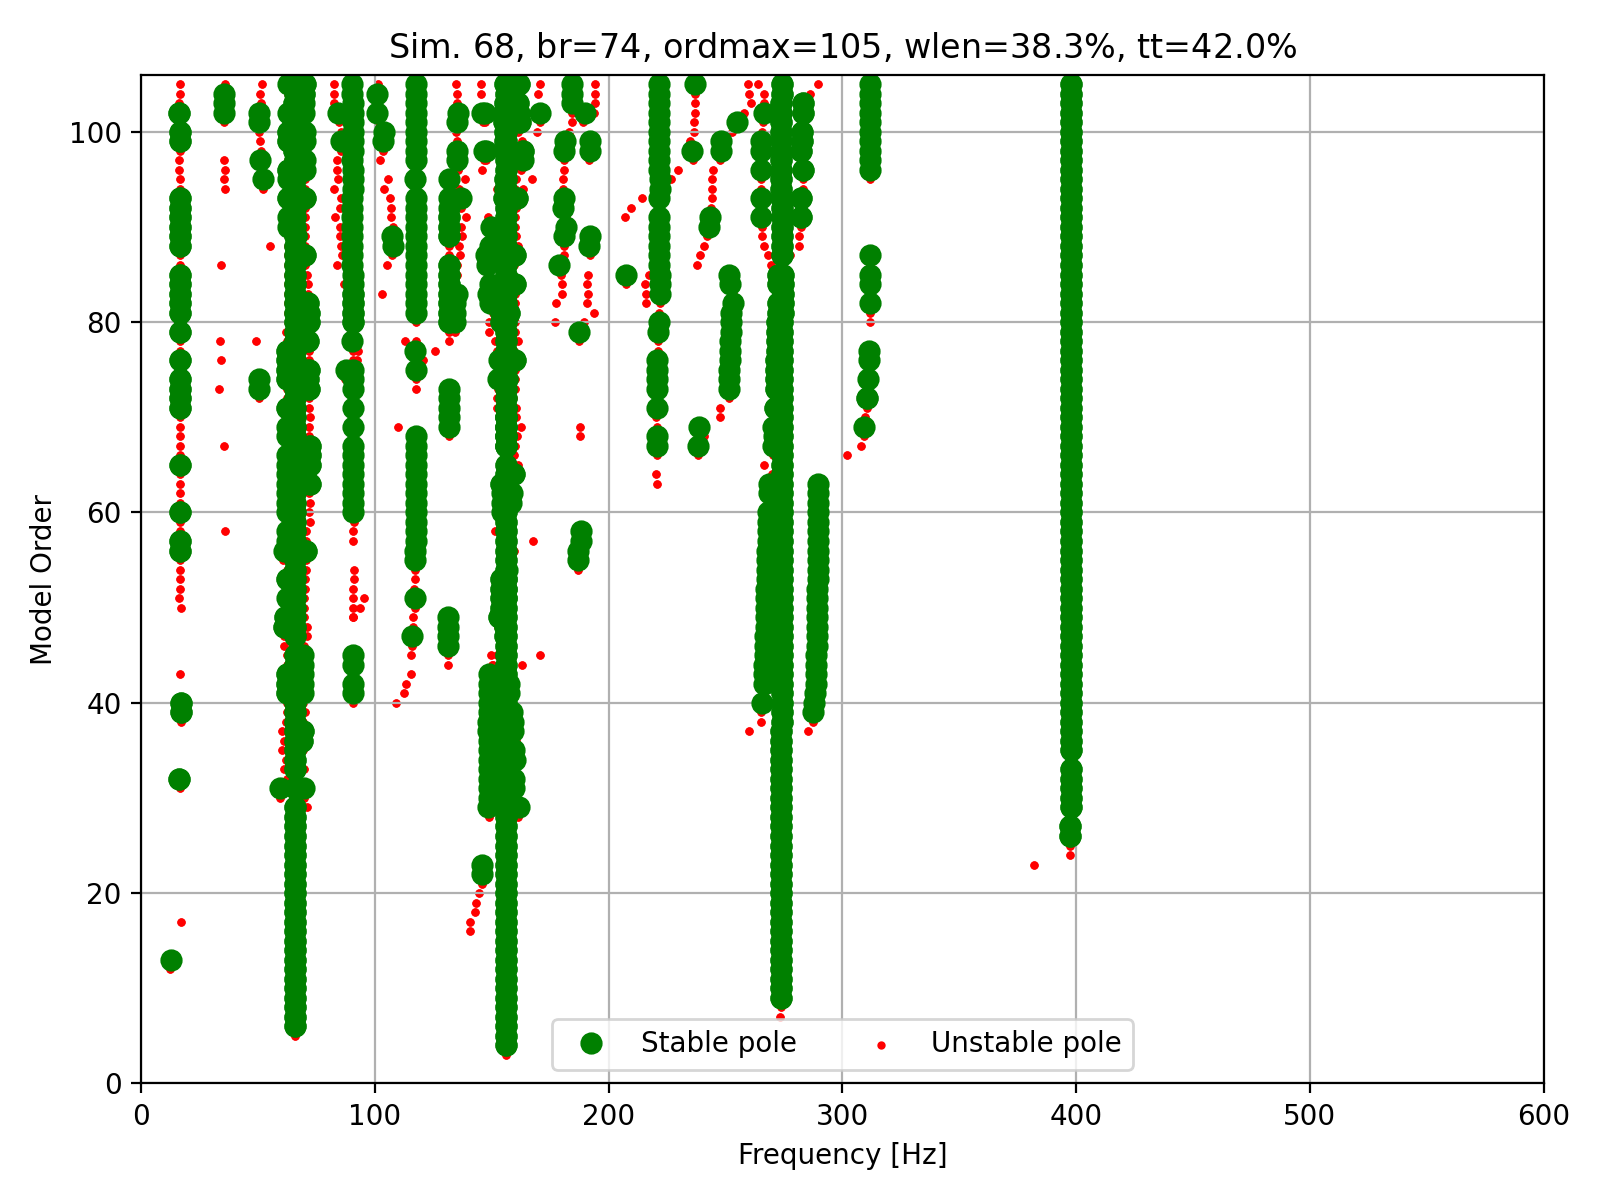 Sim. 68, br=74, ordmax=105, wlen=38.3%, tt=42.0%
100
80
60
40
20
0
Model Order
Stable pole
Unstable pole
0 100 200 300 400 500 600
Frequency [Hz]